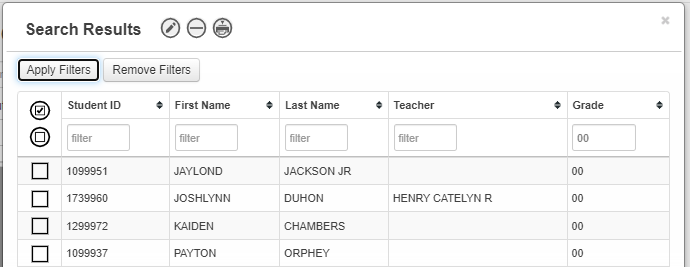 Search Results
Apply Filters Remove Filters
Student ID First Name Last Name Teacher Grade
filter filter filter filter 00
1099951 JAYLOND JACKSON JR 00
1739960 JOSHLYNN DUHON HENRY CATELYN R 00
1299972 KAIDEN CHAMBERS 00
1099937 PAYTON ORPHEY 00